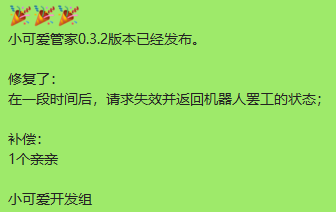 🎉🎉🎉
小可爱管家0.3.2版本已经发布。
修复了：
在一段时间后，请求失效并返回机器人罢工的状态；
补偿：
1个亲亲
小可爱开发组